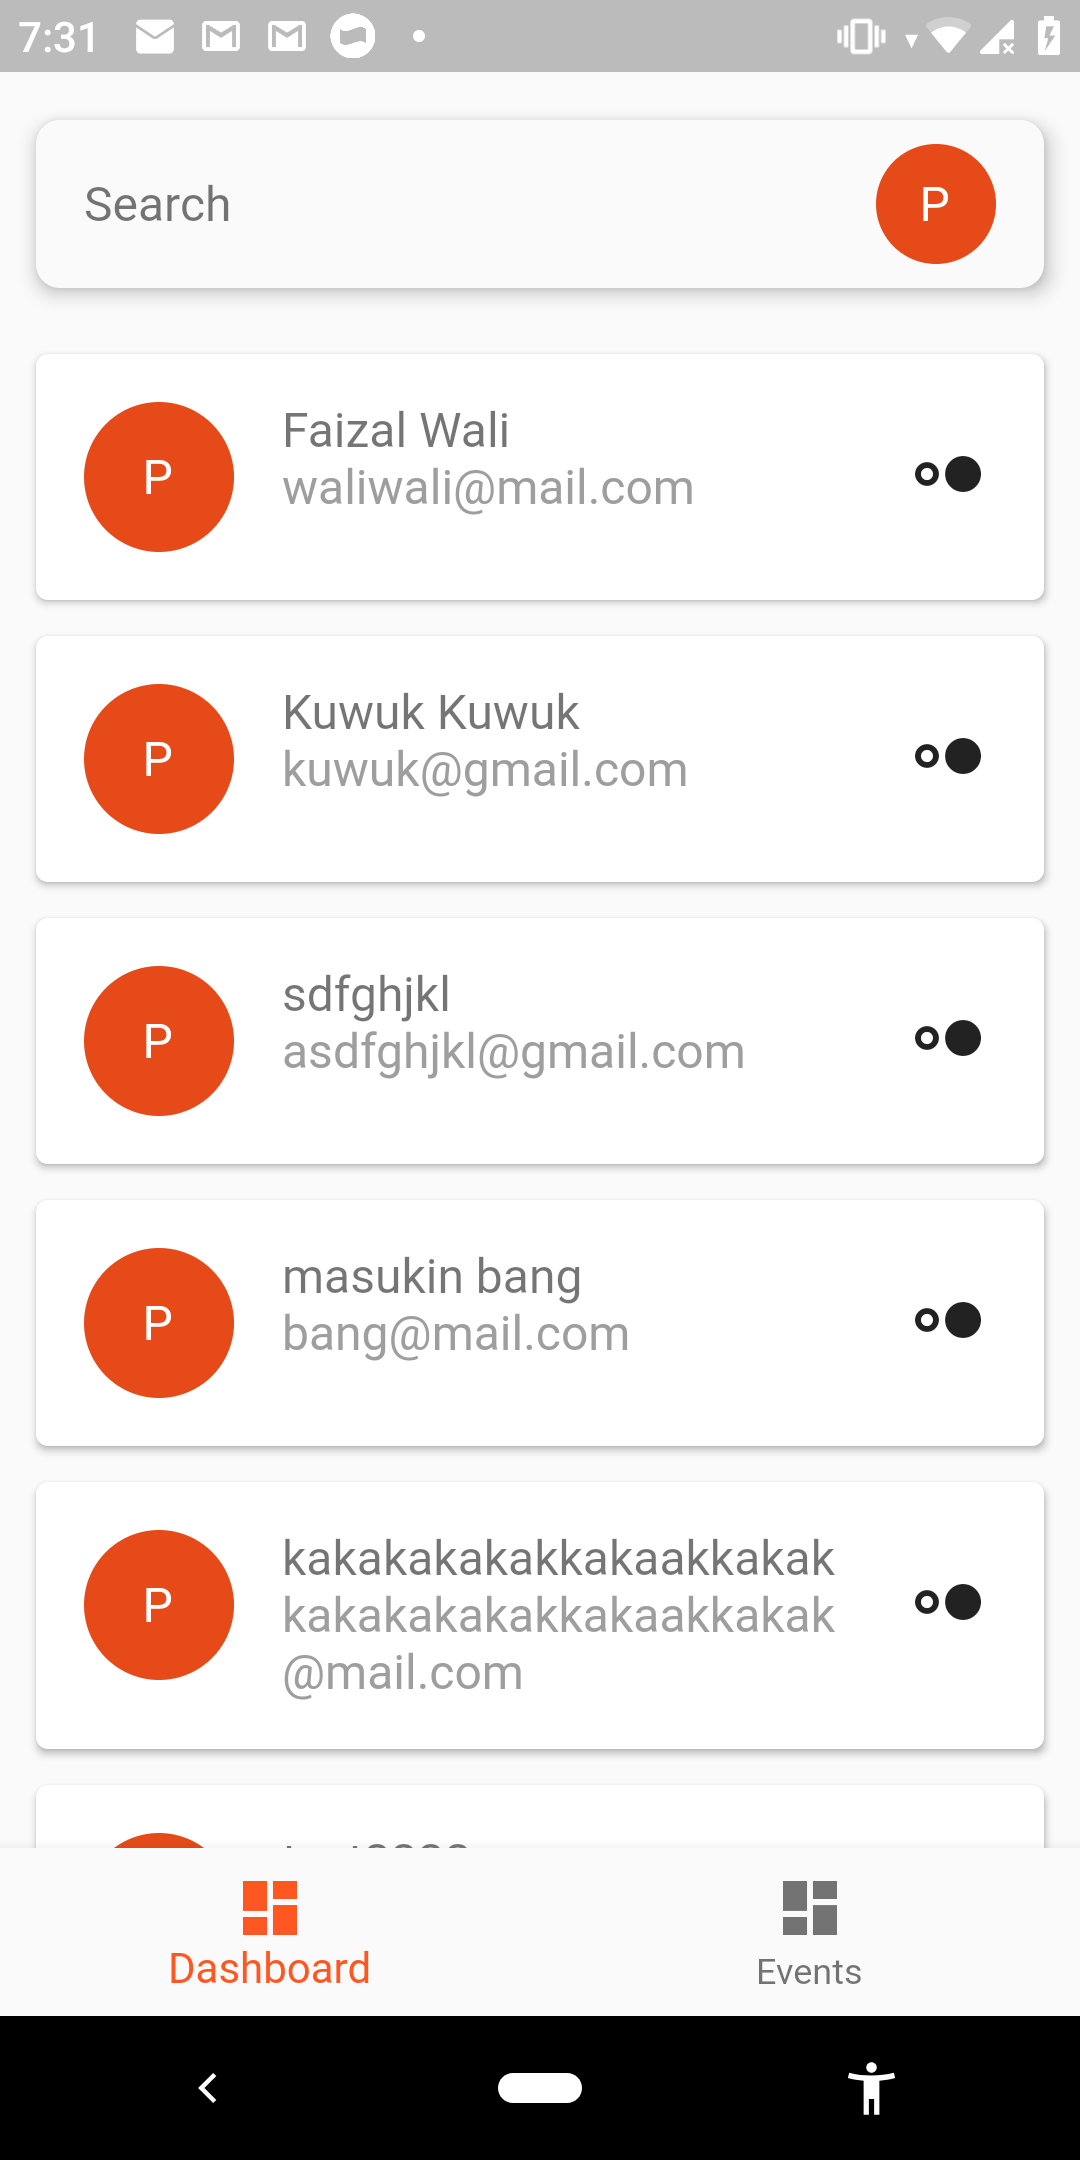 7:31
Search
P
P
Faizal Wali
waliwali@mail.com
P
Kuwuk Kuwuk
kuwuk@gmail.com
P
sdfghjkl
asdfghjkl@gmail.com
P
masukin bang
bang@mail.com
P
kakakakakakkakaakkakak
kakakakakakkakaakkakak
@mail.com
Dashboard
Events